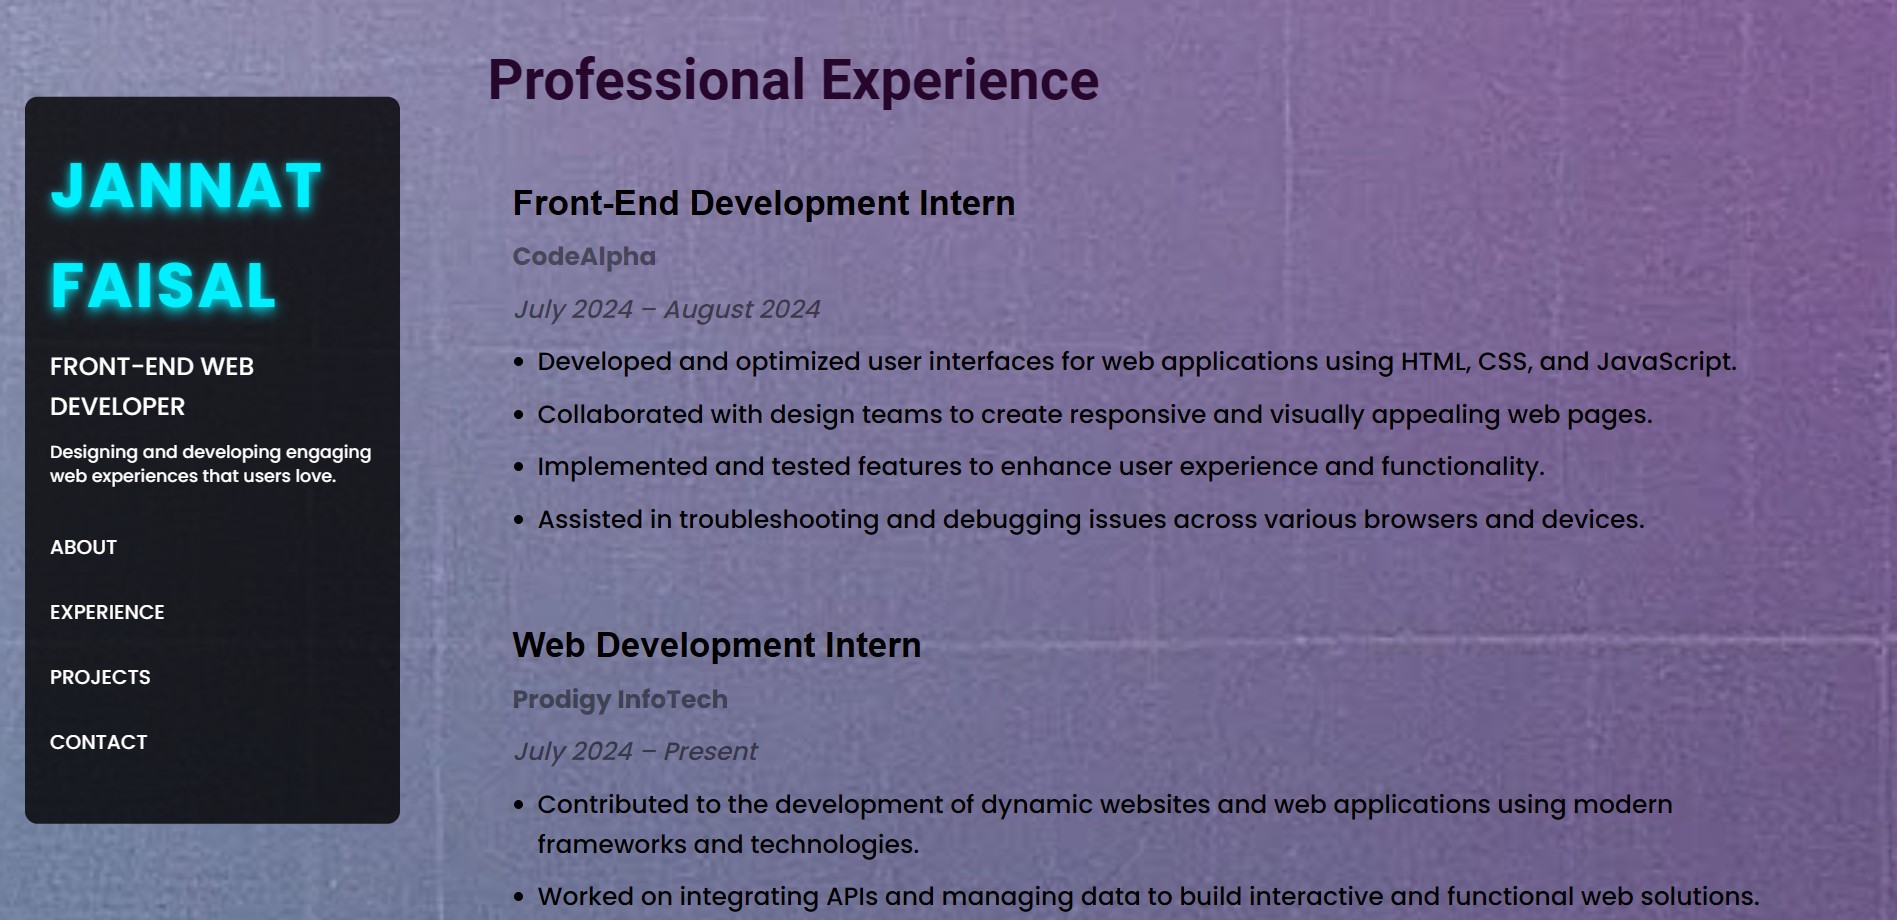 JANNAT
FAISAL
FRONT-END WEB
DEVELOPER
Designing and developing engaging
web experiences that users love.
ABOUT
EXPERIENCE
PROJECTS
CONTACT
Professional Experience
Front-End Development Intern
CodeAlpha
July 2024 – August 2024
• Developed and optimized user interfaces for web applications using HTML, CSS, and JavaScript.
• Collaborated with design teams to create responsive and visually appealing web pages.
• Implemented and tested features to enhance user experience and functionality.
• Assisted in troubleshooting and debugging issues across various browsers and devices.
Web Development Intern
Prodigy InfoTech
July 2024 – Present
• Contributed to the development of dynamic websites and web applications using modern
frameworks and technologies.
• Worked on integrating APIs and managing data to build interactive and functional web solutions.